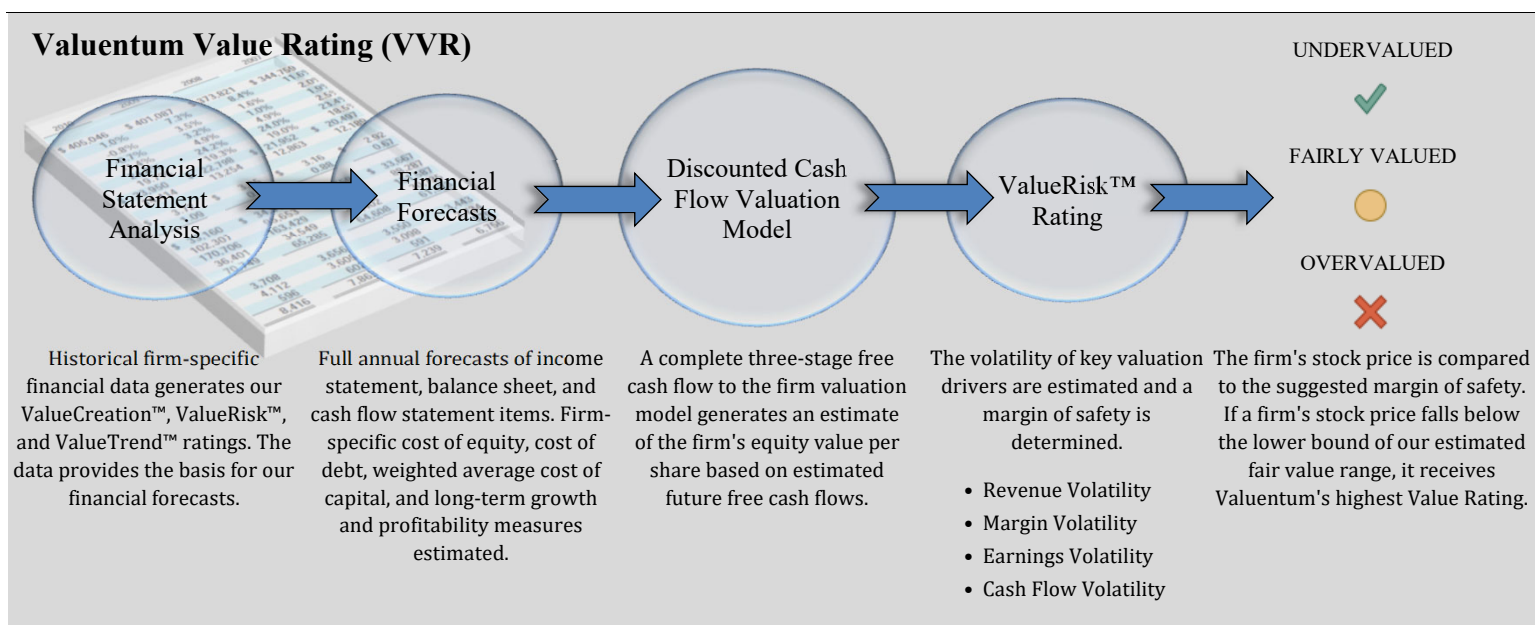 Valuentum Value Rating (VVR)
Financial
Statement
Analysis
Financial
Forecasts
Discounted Cash
Flow Valuation
Model
ValueRisk™
Rating
UNDERVALUED
FAIRLY VALUED
OVERVALUED
Historical firm-specific
financial data generates our
ValueCreation™, ValueRisk™,
and ValueTrend™ ratings. The
data provides the basis for our
financial forecasts.
Full annual forecasts of income
statement, balance sheet, and
cash flow statement items. Firm-
specific cost of equity, cost of
debt, weighted average cost of
capital, and long-term growth
and profitability measures
estimated.
A complete three-stage free
cash flow to the firm valuation
model generates an estimate
of the firm's equity value per
share based on estimated
future free cash flows.
The volatility of key valuation
drivers are estimated and a
margin of safety is
determined.
• Revenue Volatility
• Margin Volatility
• Earnings Volatility
• Cash Flow Volatility
The firm's stock price is compared
to the suggested margin of safety.
If a firm's stock price falls below
the lower bound of our estimated
fair value range, it receives
Valuentum's highest Value Rating.